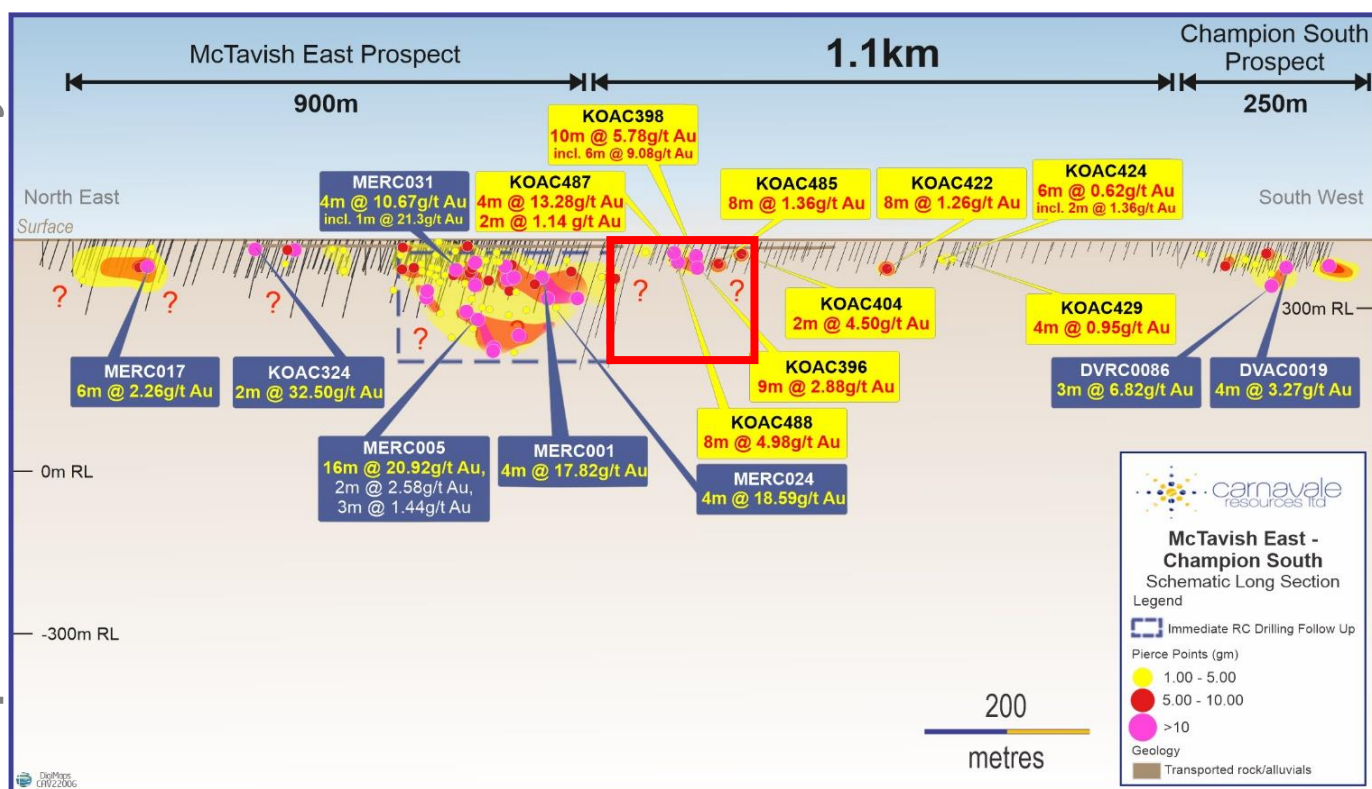 McTavish East Prospect
1.1km
Champion South
Prospect
900m
250m
KOAC398
10m @ 5.78g/t Au
incl. 6m @ 9.08g/t Au
North East
Surface
MERC031
4m @ 10.67g/t Au
incl. 1m @ 21.3g/t Au
KOAC487
4m @ 13.28g/t Au
2m @ 1.14 g/t Au
KOAC485
8m @ 1.36g/t Au
KOAC422
8m @ 1.26g/t Au
KOAC424
6m @ 0.62g/t Au
incl. 2m @ 1.36g/t Au
South West
?
?
?
?
?
?
300m RL
KOAC404
2m @ 4.50g/t Au
KOAC429
4m @ 0.95g/t Au
MERC017
6m @ 2.26g/t Au
KOAC324
2m @ 32.50g/t Au
KOAC396
9m @ 2.88g/t Au
DVRC0086
3m @ 6.82g/t Au
DVAC0019
4m @ 3.27g/t Au
KOAC488
8m @ 4.98g/t Au
MERC005
16m @ 20.92g/t Au,
2m @ 2.58g/t Au,
3m @ 1.44g/t Au
MERC001
4m @ 17.82g/t Au
MERC024
4m @ 18.59g/t Au
0m RL
-300m RL
200
metres
carnavale
resources ltd
McTavish East -
Champion South
Schematic Long Section
Legend
Immediate RC Drilling Follow Up
Pierce Points (gm)
1.00 - 5.00
5.00 - 10.00
>10
Geology
Transported rock/alluvials
DigiMaps
CAV22006